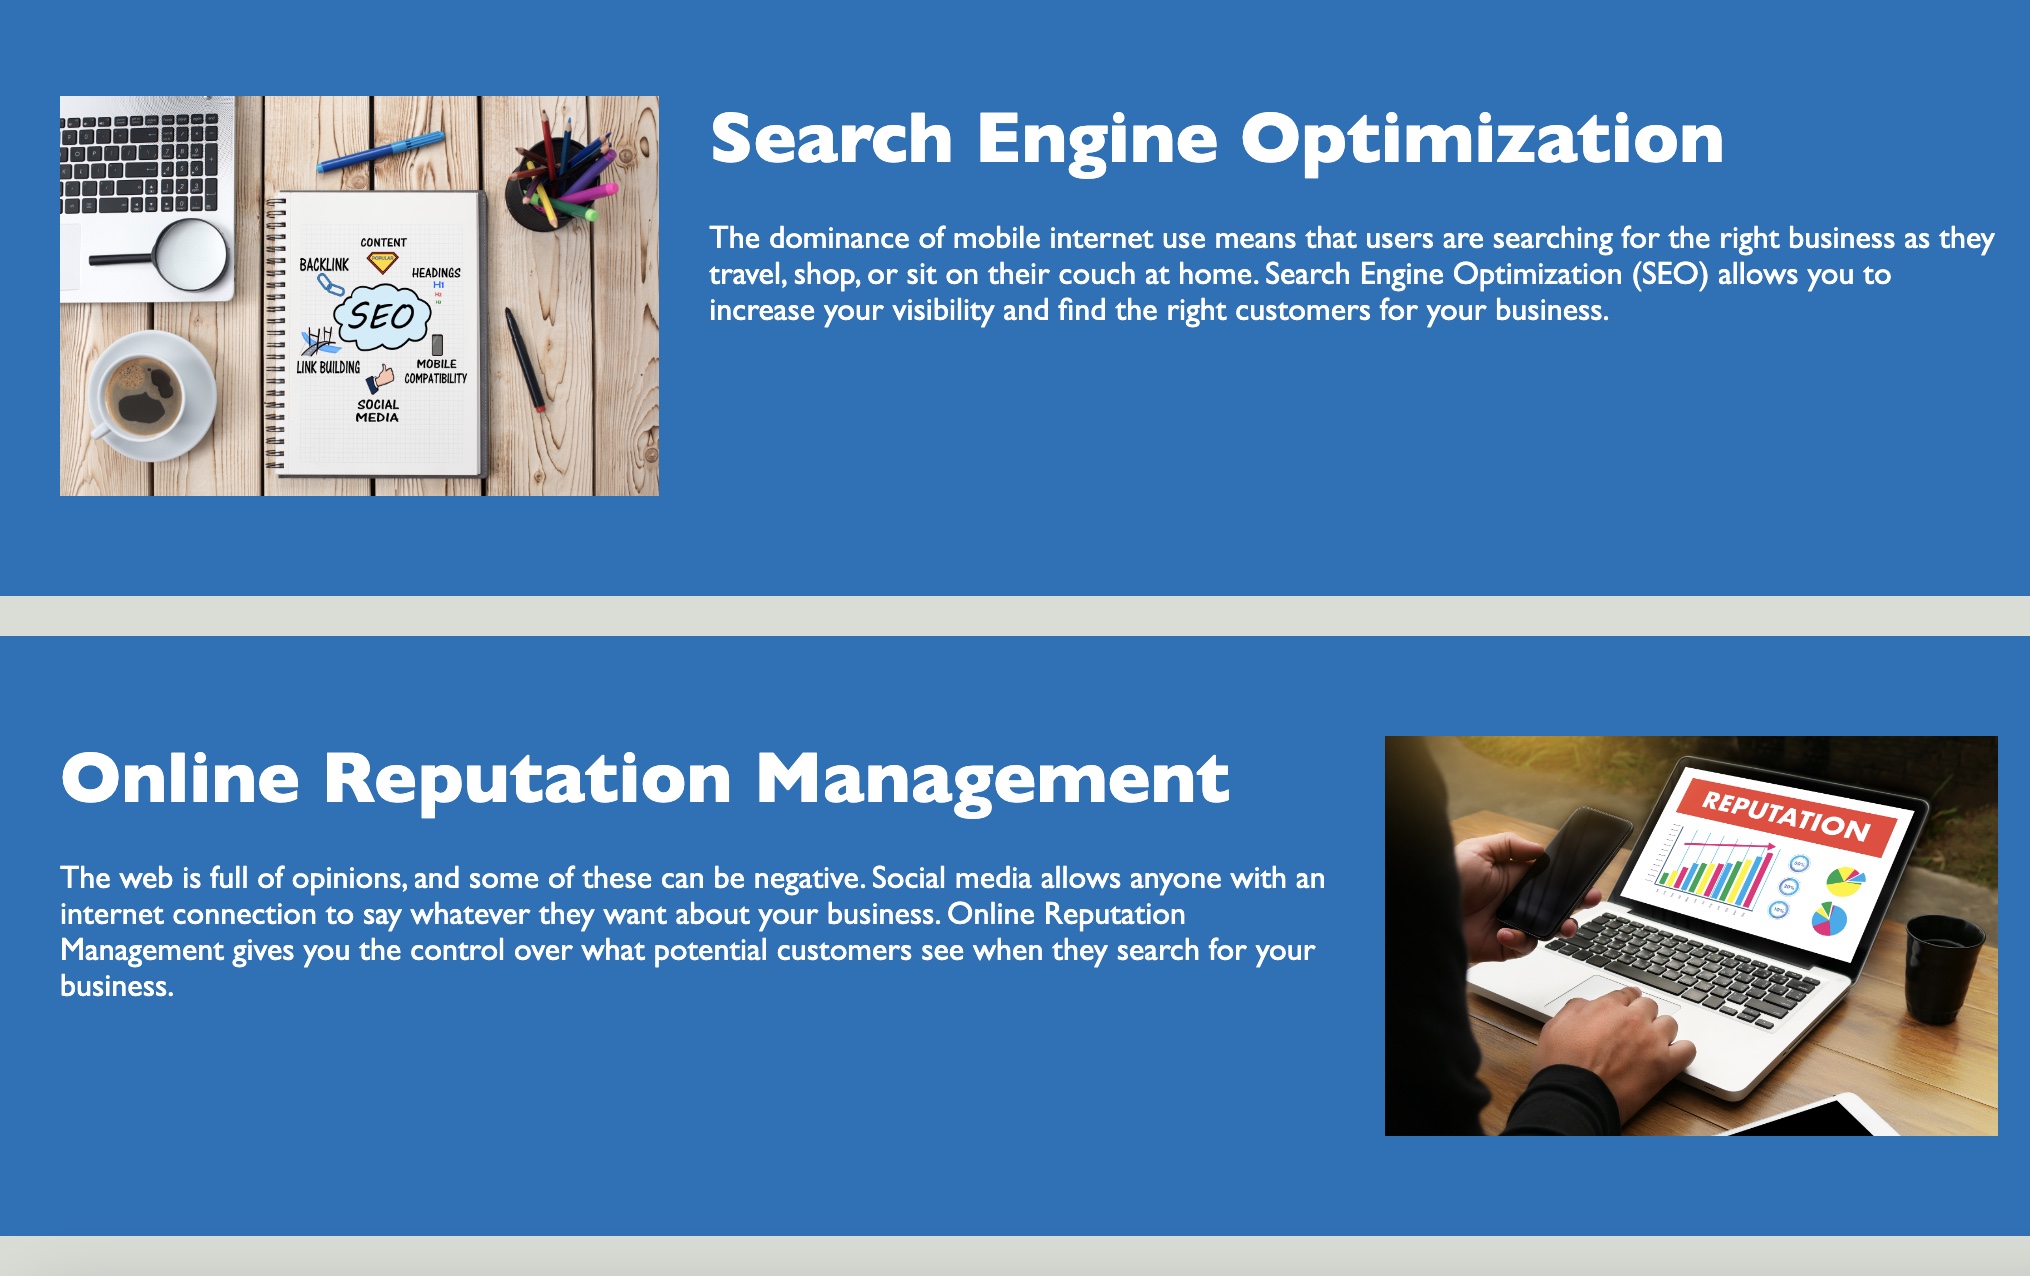 Search Engine Optimization
The dominance of mobile internet use means that users are searching for the right business as they
travel, shop, or sit on their couch at home. Search Engine Optimization (SEO) allows you to
increase your visibility and find the right customers for your business.
CONTENT
POPULAR
BACKLINK
HEADINGS
H1
H2
H3
SEO
LINK BUILDING
MOBILE
COMPATIBILITY
SOCIAL
MEDIA
Online Reputation Management
The web is full of opinions, and some of these can be negative. Social media allows anyone with an
internet connection to say whatever they want about your business. Online Reputation
Management gives you the control over what potential customers see when they search for your
business.
REPUTATION